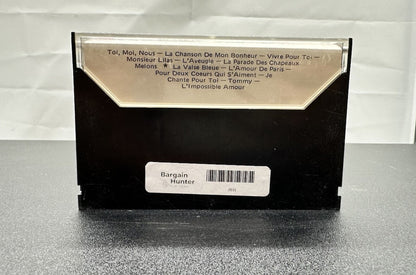 Toi, Moi, Nous — La Chanson De Mon Bonheur — Vivre Pour Toi —
Monsieur Lilas — L'Aveugle — La Parade Des Chapeaux
Melons ★ La Valse Bleue — L'Amour De Paris —
Pour Deux Coeurs Qui S'Aiment — Je
Chante Pour Toi — Tommy —
L'Impossible Amour
Bargain
Hunter